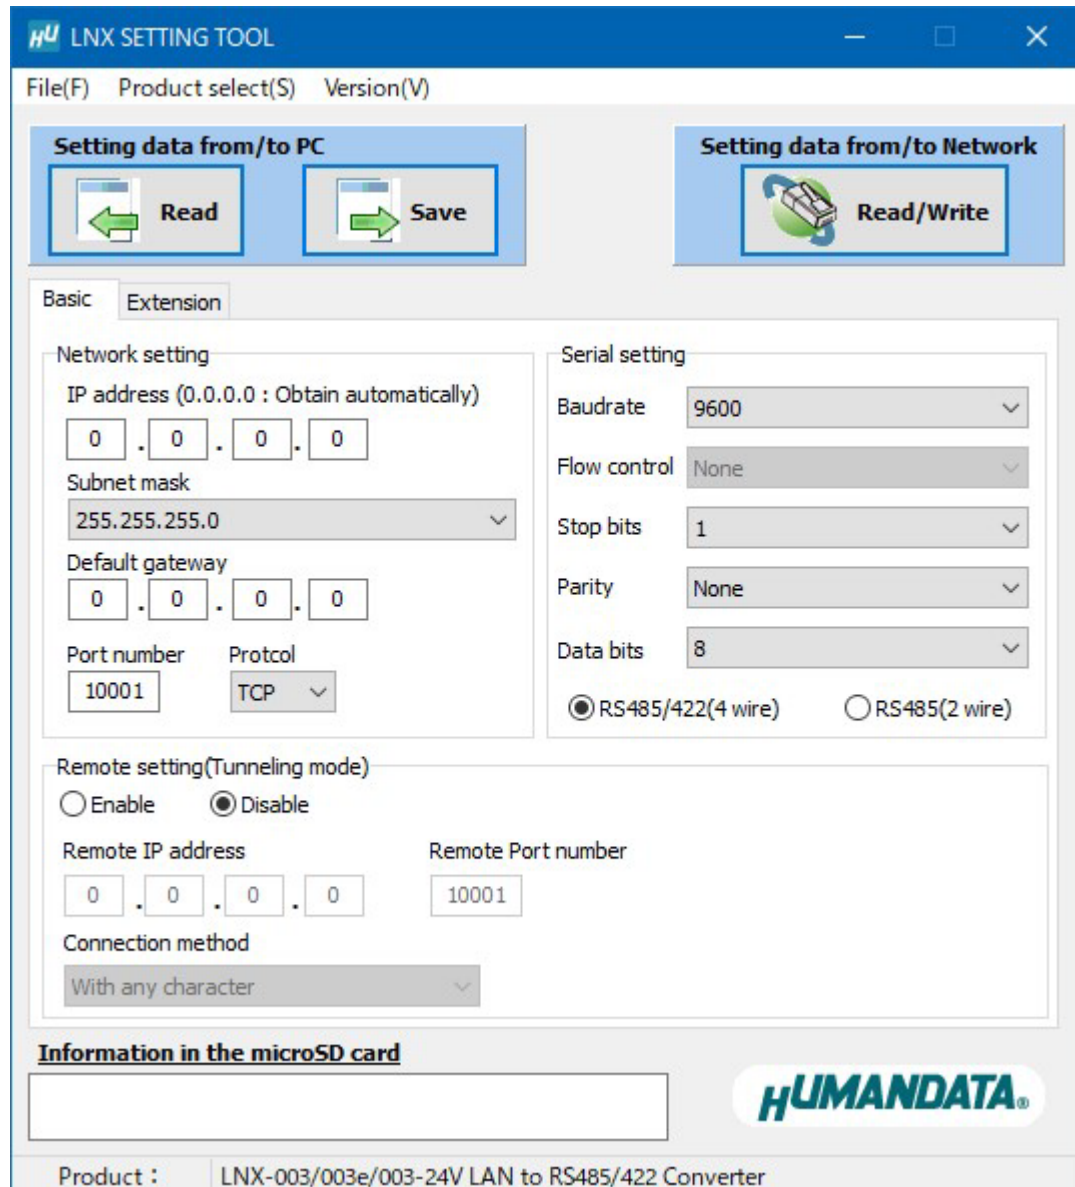 HU LNX SETTING TOOL
File(F) Product select(S) Version(V)
Setting data from/to PC
Read
Save
Setting data from/to Network
Read/Write
Basic
Extension
Network setting
IP address (0.0.0.0 : Obtain automatically)
0 . 0 . 0 . 0
Subnet mask
255.255.255.0
Default gateway
0 . 0 . 0 . 0
Port number Protcol
10001 TCP
Serial setting
Baudrate 9600
Flow control None
Stop bits 1
Parity None
Data bits 8
RS485/422(4 wire) RS485(2 wire)
Remote setting(Tunneling mode)
Enable Disable
Remote IP address Remote Port number
0 . 0 . 0 . 0 10001
Connection method
With any character
Information in the microSD card
HUMANDATA®
Product : LNX-003/003e/003-24V LAN to RS485/422 Converter